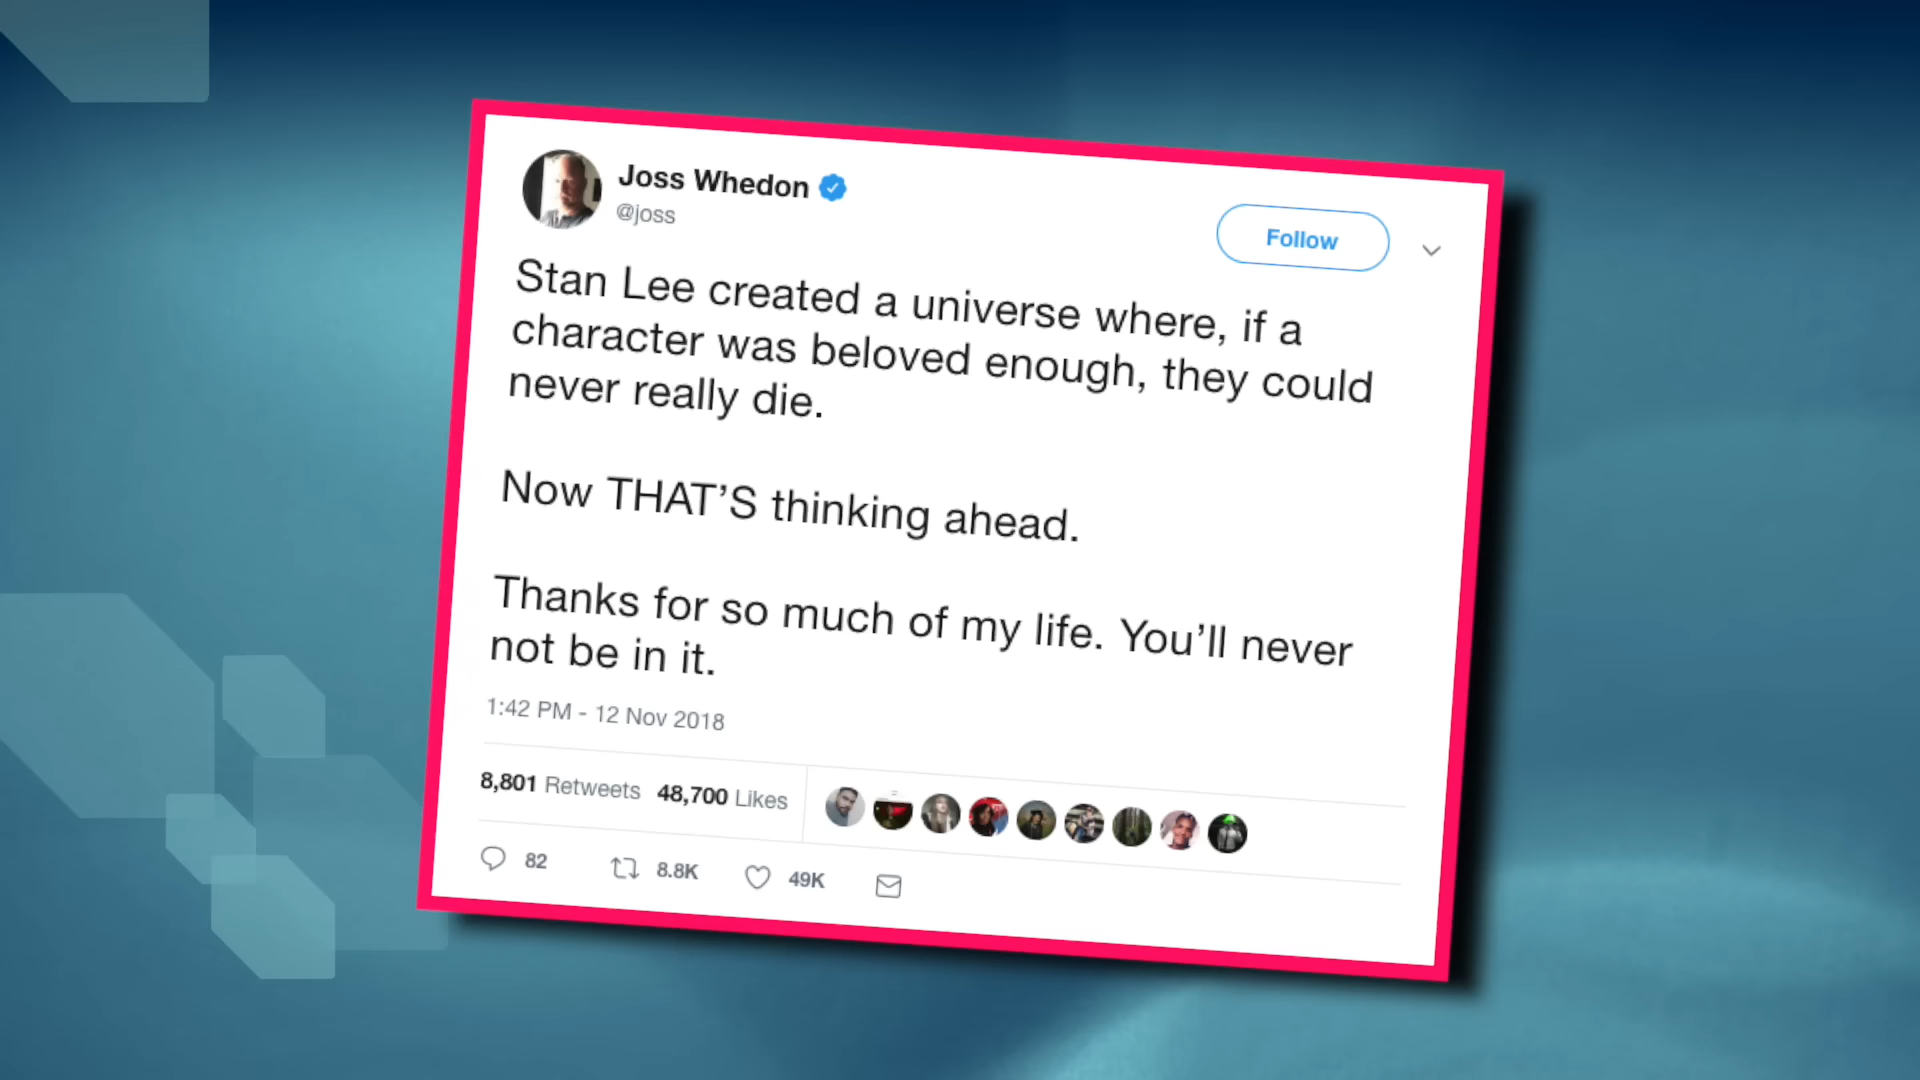 Joss Whedon
@joss
Follow
Stan Lee created a universe where, if a
character was beloved enough, they could
never really die.
Now THAT’S thinking ahead.
Thanks for so much of my life. You’ll never
not be in it.
1:42 PM - 12 Nov 2018
8,801 Retweets 48,700 Likes
82 8.8K 49K